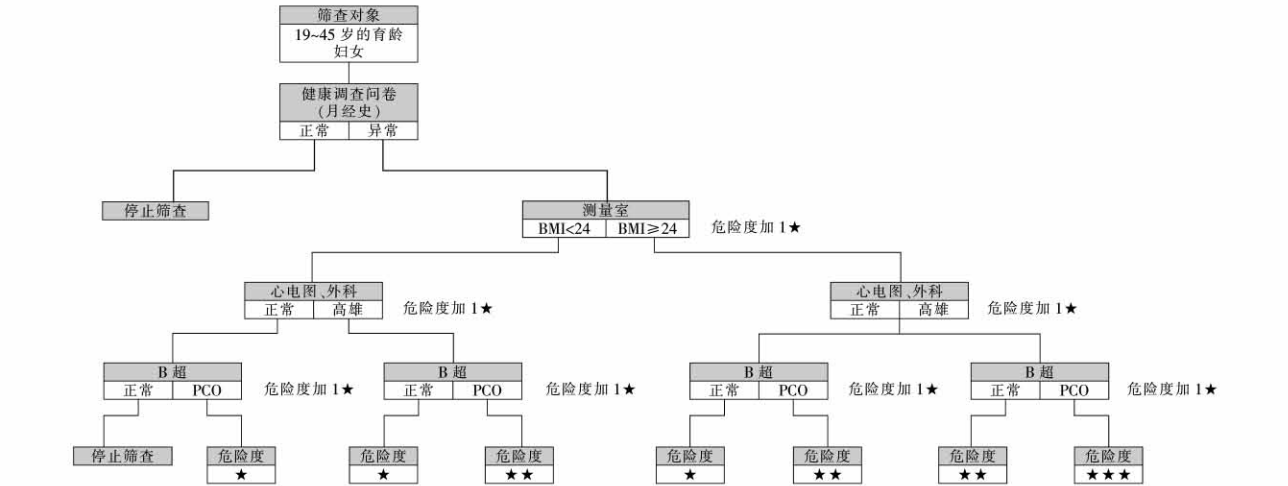 筛查对象
19~45 岁的育龄
妇女
健康调查问卷
(月经史)
正常 异常
停止筛查
测量室
BMI<24 BMI≥24 危险度加 1★
心电图、外科
正常 高雄 危险度加 1★
心电图、外科
正常 高雄 危险度加 1★
B 超
正常 PCO 危险度加 1★
B 超
正常 PCO 危险度加 1★
B 超
正常 PCO 危险度加 1★
B 超
正常 PCO 危险度加 1★
停止筛查
危险度
★
危险度
★
危险度
★★
危险度
★
危险度
★★
危险度
★★
危险度
★★★